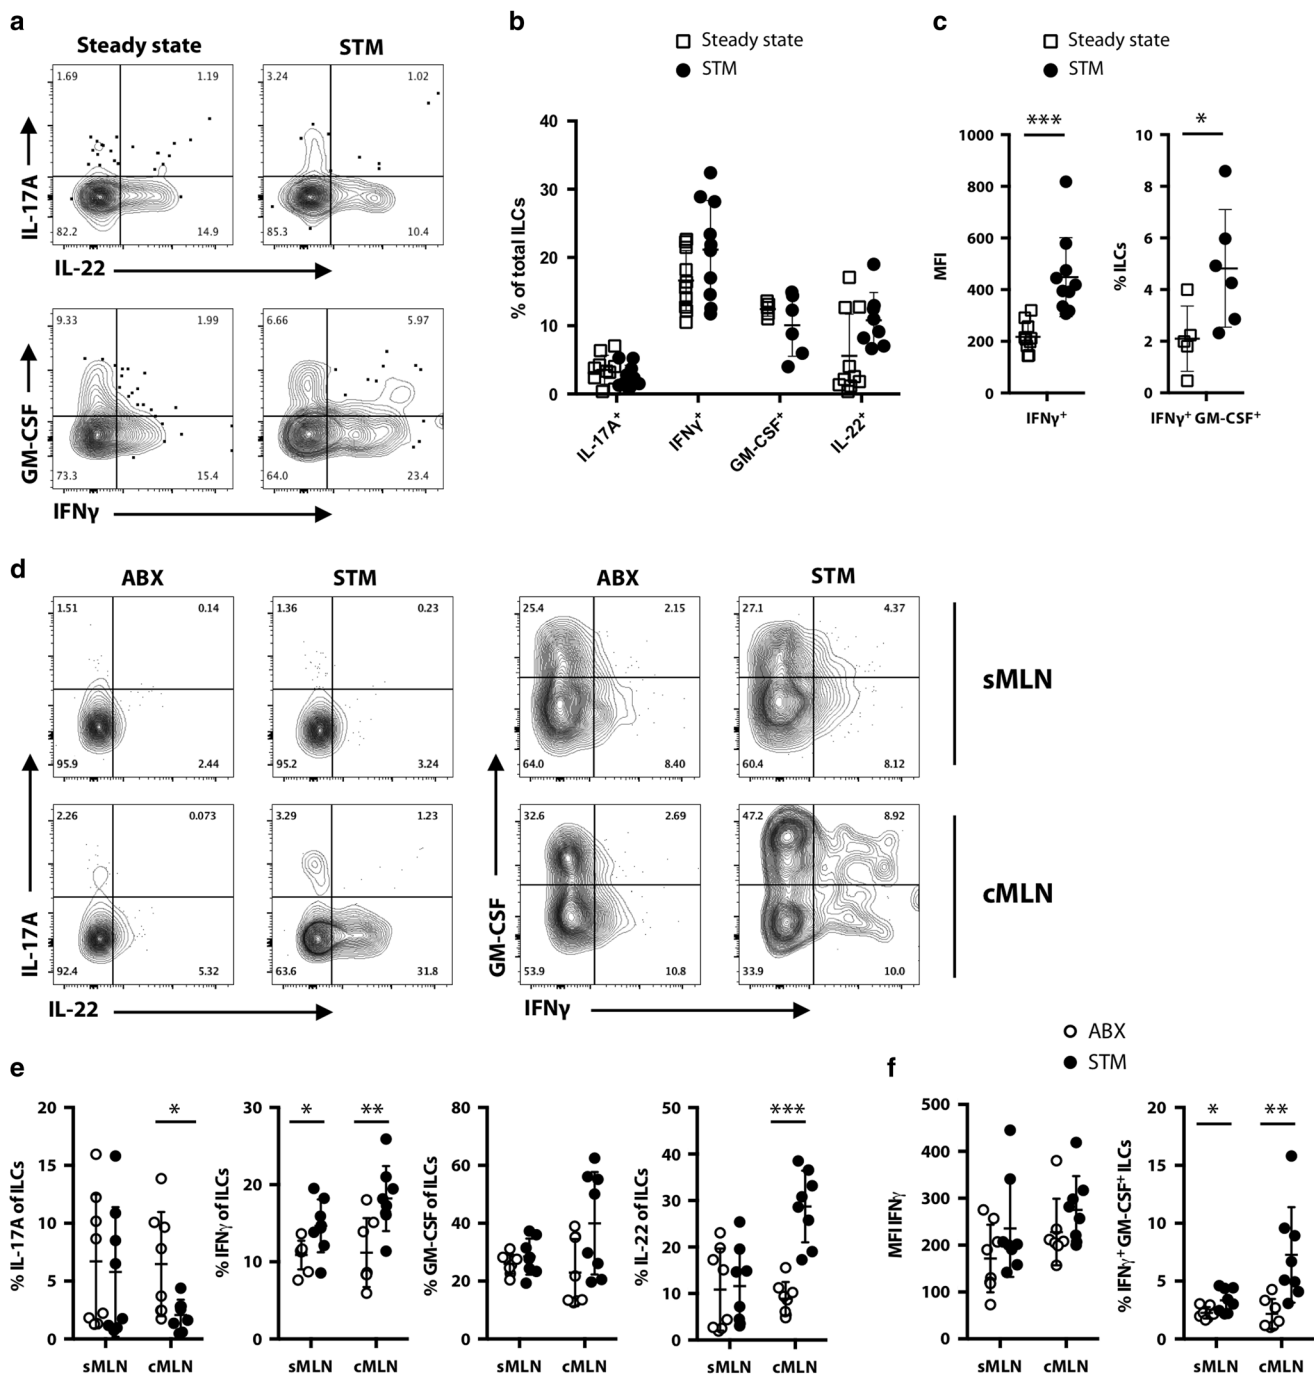 a
Steady state
STM
1.69
1.19
82.2
14.9
3.24
1.02
85.3
10.4
IL-17A
IL-22
9.33
1.99
73.3
15.4
6.66
5.97
64.0
23.4
GM-CSF
IFNγ
b
Steady state
STM
% of total ILCs
40
30
20
10
0
IL-17A⁺
IFNγ⁺
GM-CSF⁺
IL-22⁺
c
Steady state
STM
***
MFI
1000
800
600
400
200
0
IFNγ⁺
*
% ILCs
10
8
6
4
2
0
IFNγ⁺ GM-CSF⁺
d
ABX
STM
ABX
STM
1.51
0.14
95.9
2.44
1.36
0.23
95.2
3.24
25.4
2.15
64.0
8.40
27.1
4.37
60.4
8.12
sMLN
2.26
0.073
92.4
5.32
3.29
1.23
63.6
31.8
32.6
2.69
53.9
10.8
47.2
8.92
33.9
10.0
cMLN
IL-17A
IL-22
GM-CSF
IFNγ
ABX
STM
e
% IL-17A of ILCs
20
15
10
5
0
*
sMLN
cMLN
% IFNγ of ILCs
30
20
10
0
*
**
sMLN
cMLN
% GM-CSF of ILCs
80
60
40
20
0
sMLN
cMLN
% IL-22 of ILCs
50
40
30
20
10
0
***
sMLN
cMLN
f
MFI IFNγ
500
400
300
200
100
0
sMLN
cMLN
% IFNγ⁺ GM-CSF⁺ ILCs
20
15
10
5
0
*
**
sMLN
cMLN